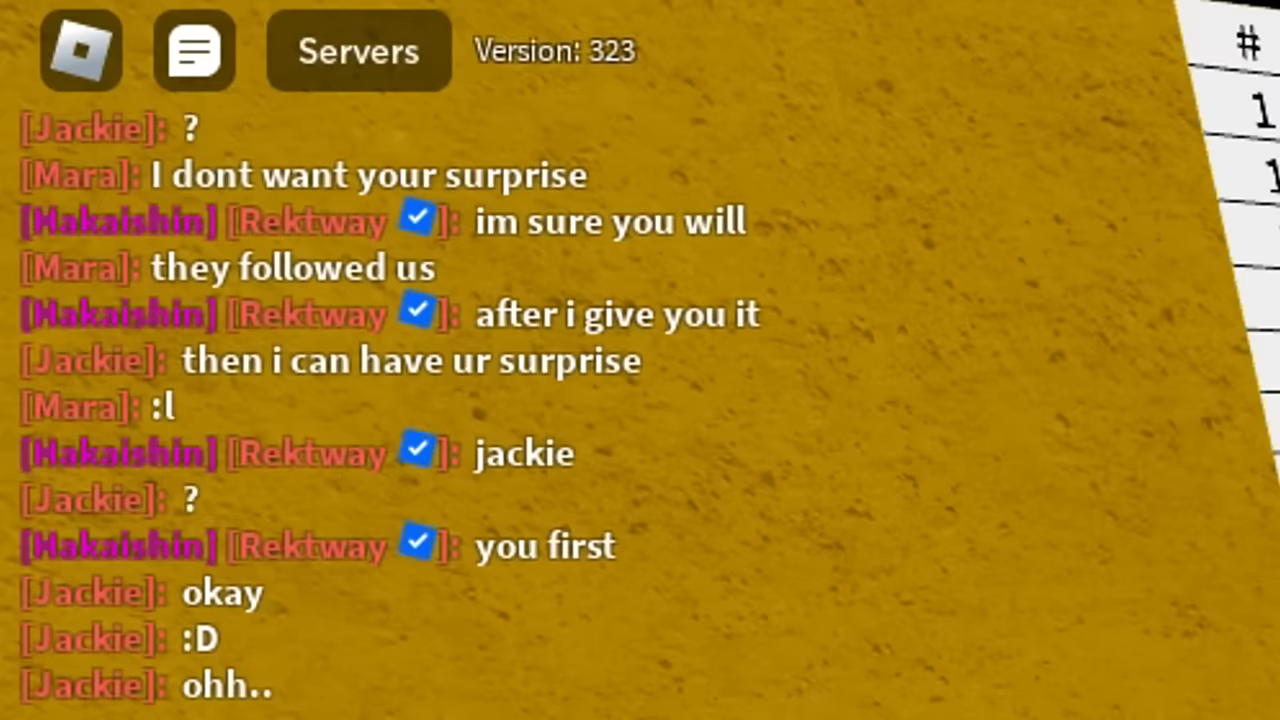 Servers Version: 323
[Jackie]: ?
[Mara]: I dont want your surprise
[Hakaishin] [Rektway ]: im sure you will
[Mara]: they followed us
[Hakaishin] [Rektway ]: after i give you it
[Jackie]: then i can have ur surprise
[Mara]: :l
[Hakaishin] [Rektway ]: jackie
[Jackie]: ?
[Hakaishin] [Rektway ]: you first
[Jackie]: okay
[Jackie]: :D
[Jackie]: ohh..
#
1
1